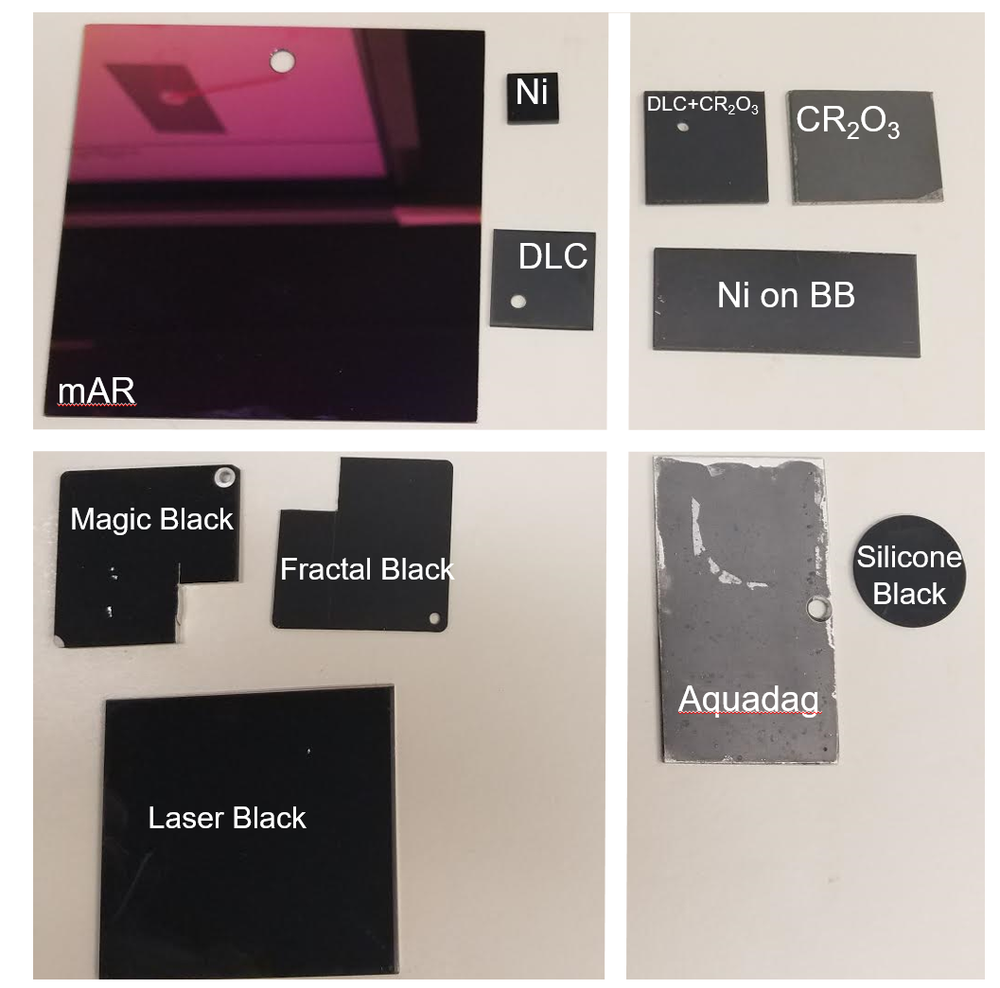 mAR
Ni
DLC
DLC+CR₂O₃
CR₂O₃
Ni on BB
Magic Black
Fractal Black
Laser Black
Aquadag
Silicone
Black